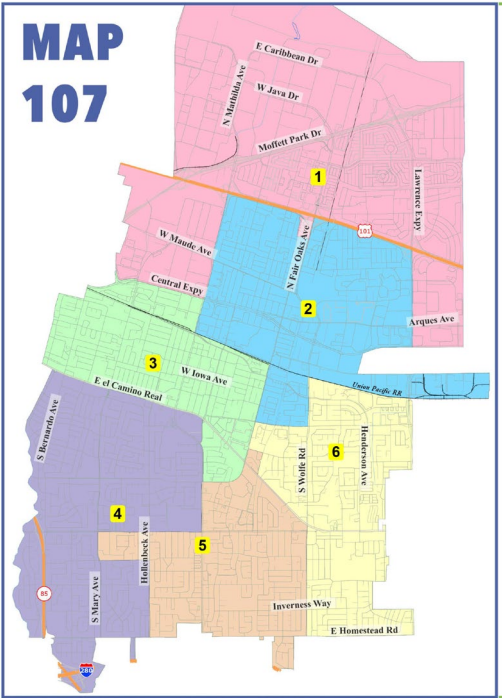 MAP
107
E Caribbean Dr
N Mathilda Ave
W Java Dr
Moffett Park Dr
1
Lawrence Expy
101
W Maude Ave
N Fair Oaks Ave
Central Expy
2
Arques Ave
3
W Iowa Ave
E el Camino Real
Union Pacific RR
S Bernardo Ave
S Wolfe Rd
Henderson Ave
6
4
Hollenbeck Ave
5
85
S Mary Ave
Inverness Way
E Homestead Rd
280